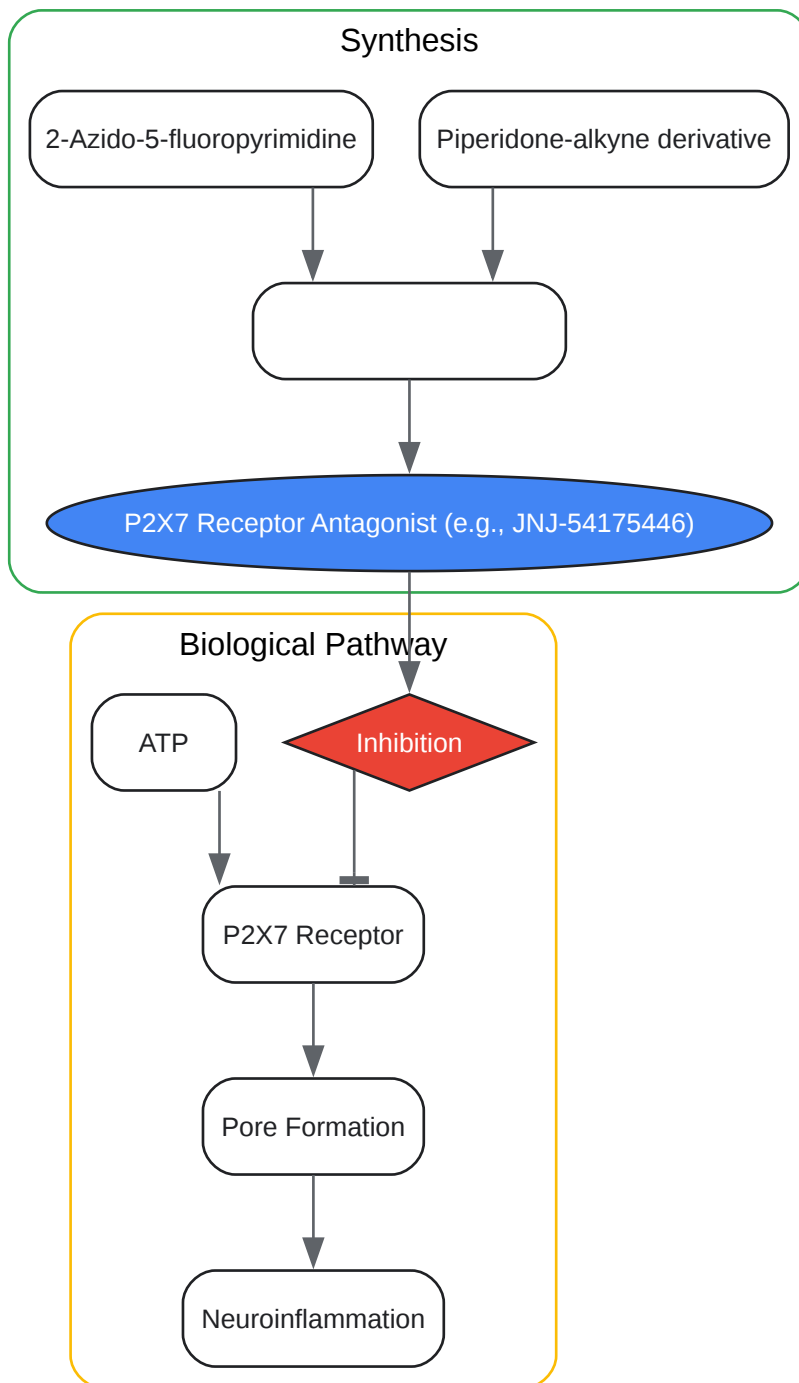 Synthesis
2-Azido-5-fluoropyrimidine
Piperidone-alkyne derivative
P2X7 Receptor Antagonist (e.g., JNJ-54175446)
Biological Pathway
ATP
Inhibition
P2X7 Receptor
Pore Formation
Neuroinflammation